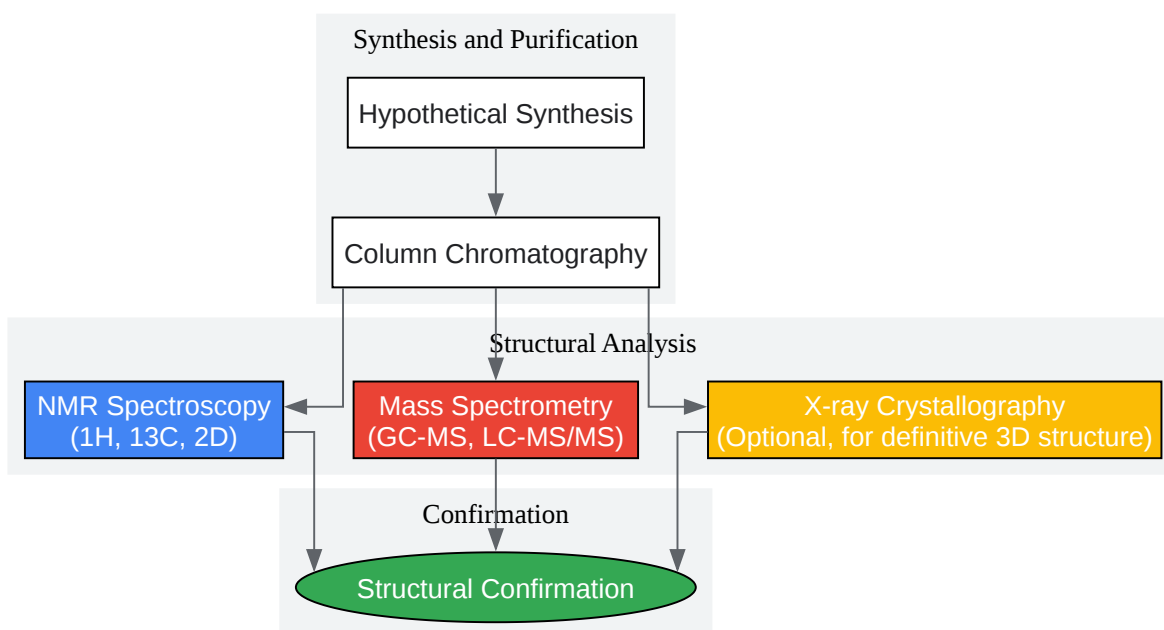 Synthesis and Purification
Hypothetical Synthesis
Column Chromatography
Structural Analysis
NMR Spectroscopy
(1H, 13C, 2D)
Mass Spectrometry
(GC-MS, LC-MS/MS)
X-ray Crystallography
(Optional, for definitive 3D structure)
Confirmation
Structural Confirmation